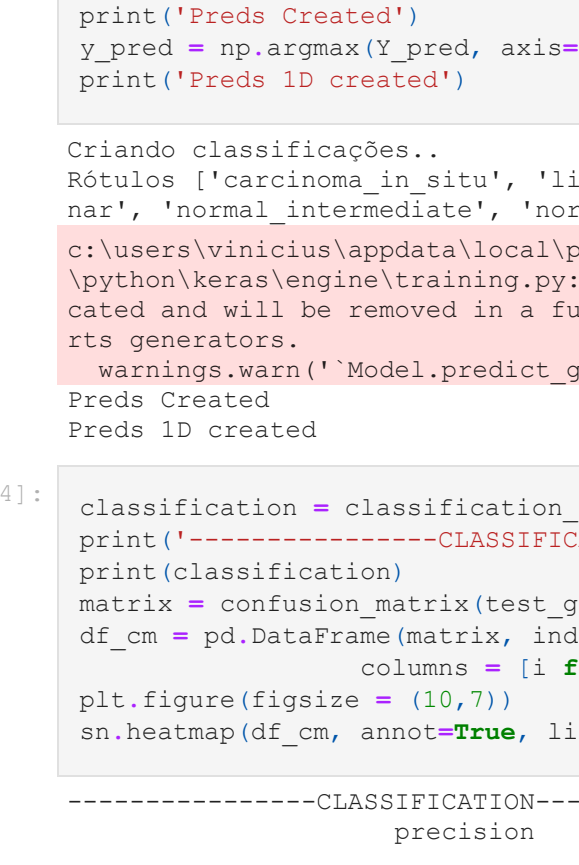 print('Preds Created')
y_pred = np.argmax(Y_pred, axis=
print('Preds 1D created')
Criando classificações..
Rótulos ['carcinoma_in_situ', 'li
nar', 'normal_intermediate', 'nor
c:\users\vinicius\appdata\local\p
\python\keras\engine\training.py:
cated and will be removed in a fu
rts generators.
  warnings.warn('`Model.predict_g
Preds Created
Preds 1D created
4]:
classification = classification_
print('----------------CLASSIFICA
print(classification)
matrix = confusion_matrix(test_g
df_cm = pd.DataFrame(matrix, ind
                  columns = [i f
plt.figure(figsize = (10,7))
sn.heatmap(df_cm, annot=True, li
----------------CLASSIFICATION---
                     precision